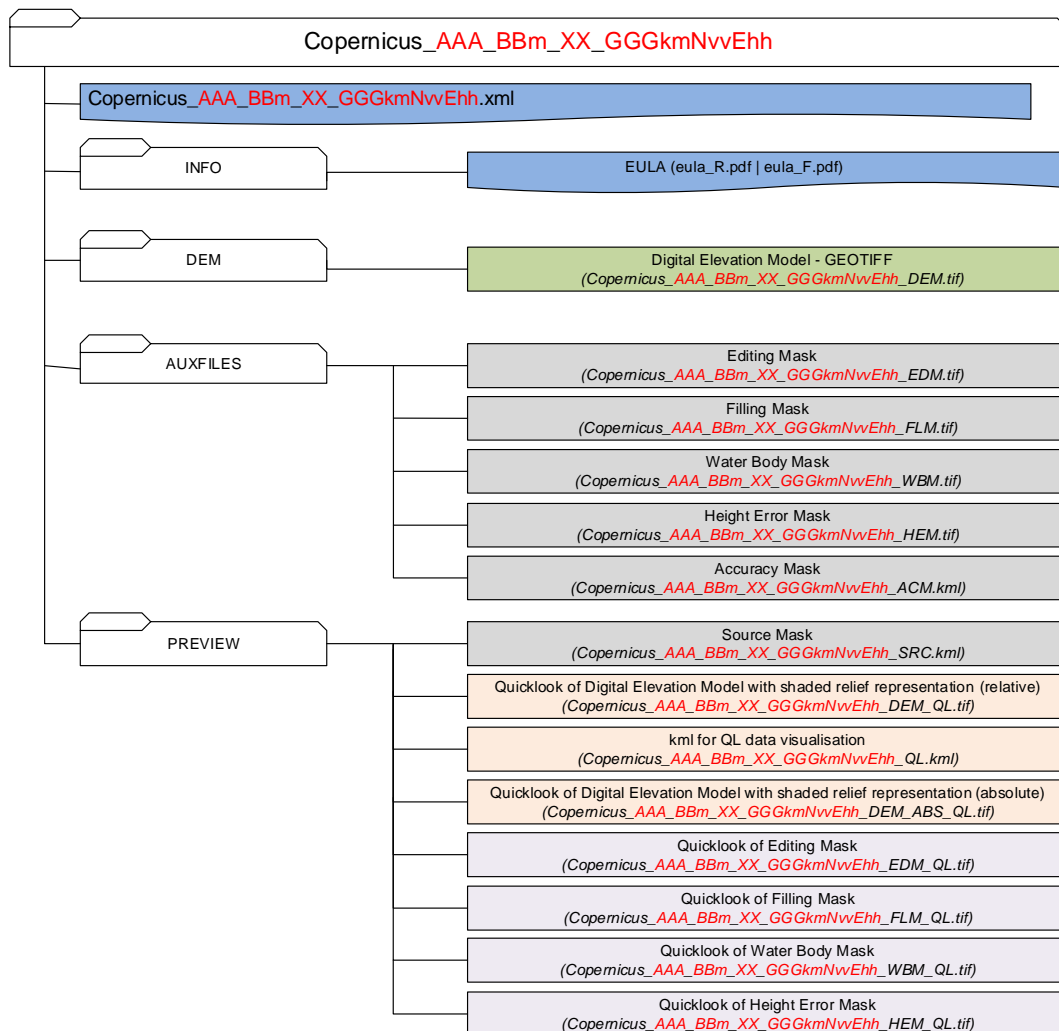 Copernicus_AAA_BBm_XX_GGGkmNvvEhh
Copernicus_AAA_BBm_XX_GGGkmNvvEhh.xml
INFO
EULA (eula_R.pdf | eula_F.pdf)
DEM
Digital Elevation Model - GEOTIFF
(Copernicus_AAA_BBm_XX_GGGkmNvvEhh_DEM.tif)
AUXFILES
Editing Mask
(Copernicus_AAA_BBm_XX_GGGkmNvvEhh_EDM.tif)
Filling Mask
(Copernicus_AAA_BBm_XX_GGGkmNvvEhh_FLM.tif)
Water Body Mask
(Copernicus_AAA_BBm_XX_GGGkmNvvEhh_WBM.tif)
Height Error Mask
(Copernicus_AAA_BBm_XX_GGGkmNvvEhh_HEM.tif)
Accuracy Mask
(Copernicus_AAA_BBm_XX_GGGkmNvvEhh_ACM.kml)
PREVIEW
Source Mask
(Copernicus_AAA_BBm_XX_GGGkmNvvEhh_SRC.kml)
Quicklook of Digital Elevation Model with shaded relief representation (relative)
(Copernicus_AAA_BBm_XX_GGGkmNvvEhh_DEM_QL.tif)
kml for QL data visualisation
(Copernicus_AAA_BBm_XX_GGGkmNvvEhh_QL.kml)
Quicklook of Digital Elevation Model with shaded relief representation (absolute)
(Copernicus_AAA_BBm_XX_GGGkmNvvEhh_DEM_ABS_QL.tif)
Quicklook of Editing Mask
(Copernicus_AAA_BBm_XX_GGGkmNvvEhh_EDM_QL.tif)
Quicklook of Filling Mask
(Copernicus_AAA_BBm_XX_GGGkmNvvEhh_FLM_QL.tif)
Quicklook of Water Body Mask
(Copernicus_AAA_BBm_XX_GGGkmNvvEhh_WBM_QL.tif)
Quicklook of Height Error Mask
(Copernicus_AAA_BBm_XX_GGGkmNvvEhh_HEM_QL.tif)